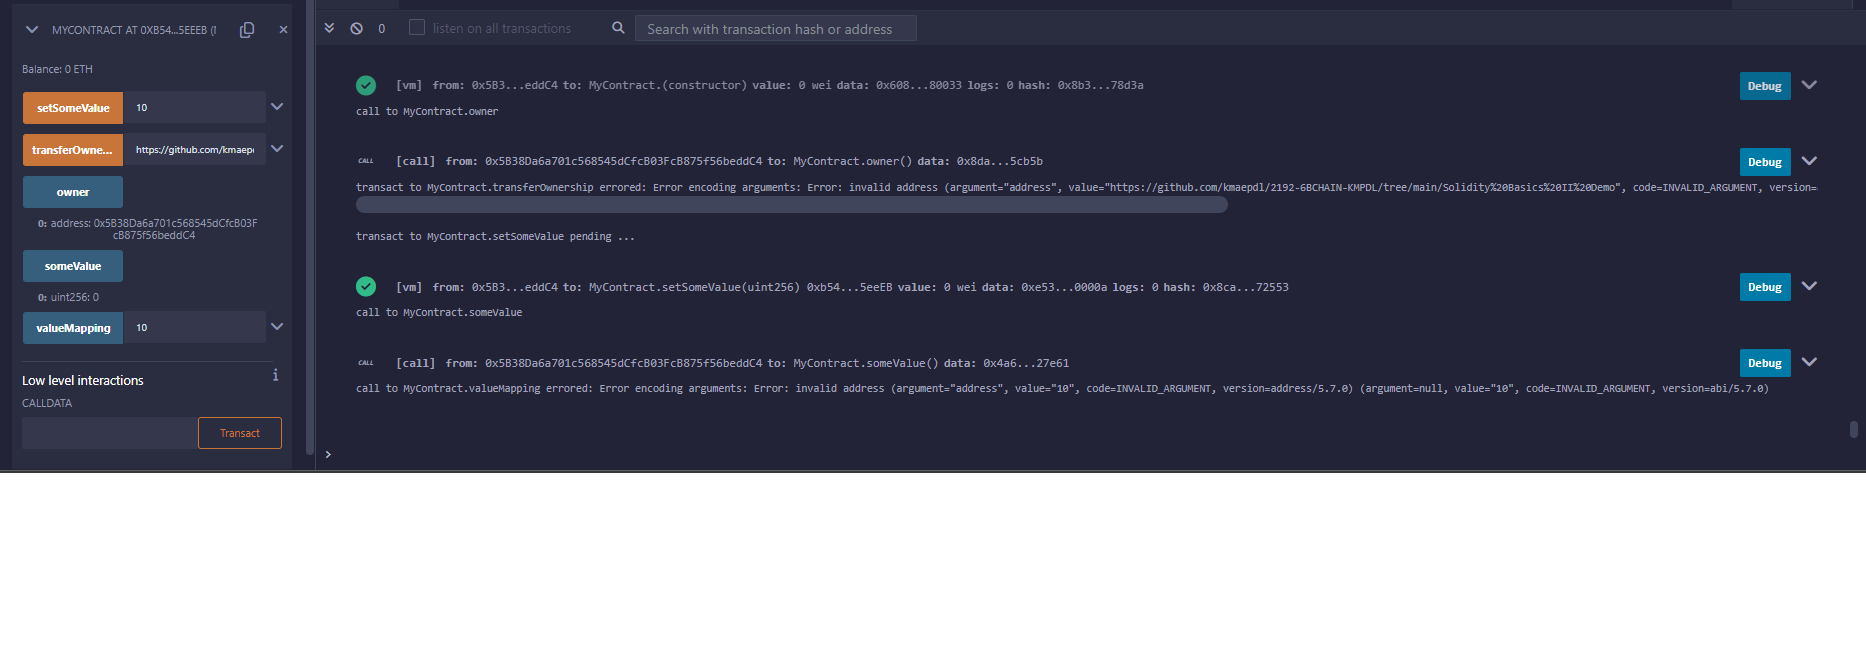 MYCONTRACT AT 0XB54...5EEEB (M
Balance: 0 ETH
setSomeValue 10
transferOwne... https://github.com/kmaepd
owner
0: address: 0x5B38Da6a701c568545dCfcB03F
cB875f56beddC4
someValue
0: uint256: 0
valueMapping 10
Low level interactions
CALLDATA
Transact
0 listen on all transactions Search with transaction hash or address
[vm] from: 0x5B3...eddC4 to: MyContract.(constructor) value: 0 wei data: 0x608...80033 logs: 0 hash: 0x8b3...78d3a Debug
call to MyContract.owner
CALL [call] from: 0x5B38Da6a701c568545dCfcB03FcB875f56beddC4 to: MyContract.owner() data: 0x8da...5cb5b Debug
transact to MyContract.transferOwnership errored: Error encoding arguments: Error: invalid address (argument="address", value="https://github.com/kmaepdl/2192-6BCHAIN-KMPDL/tree/main/Solidity%20Basics%20II%20Demo", code=INVALID_ARGUMENT, version=
transact to MyContract.setSomeValue pending ...
[vm] from: 0x5B3...eddC4 to: MyContract.setSomeValue(uint256) 0xb54...5eeEB value: 0 wei data: 0xe53...0000a logs: 0 hash: 0x8ca...72553 Debug
call to MyContract.someValue
CALL [call] from: 0x5B38Da6a701c568545dCfcB03FcB875f56beddC4 to: MyContract.someValue() data: 0x4a6...27e61 Debug
call to MyContract.valueMapping errored: Error encoding arguments: Error: invalid address (argument="address", value="10", code=INVALID_ARGUMENT, version=address/5.7.0) (argument=null, value="10", code=INVALID_ARGUMENT, version=abi/5.7.0)
>